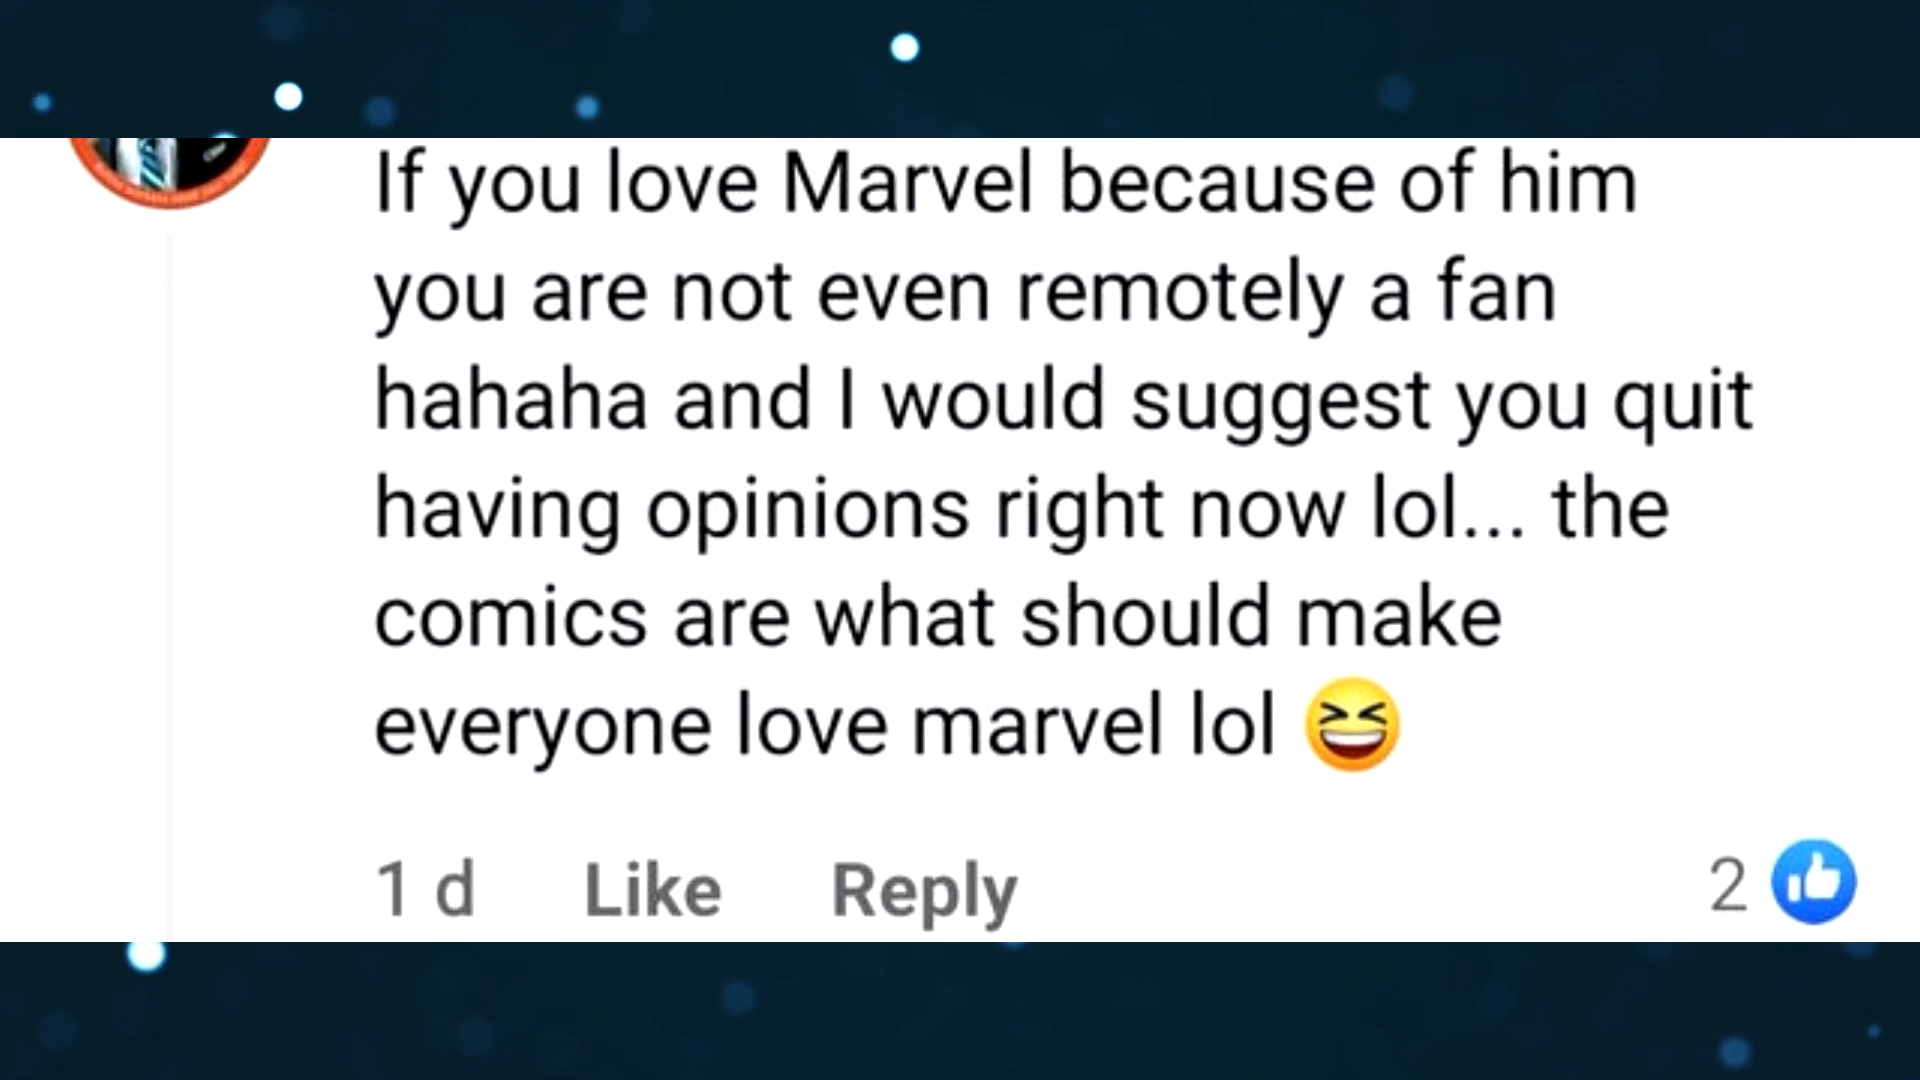 If you love Marvel because of him
you are not even remotely a fan
hahaha and I would suggest you quit
having opinions right now lol... the
comics are what should make
everyone love marvel lol 😆
1 d Like Reply 2